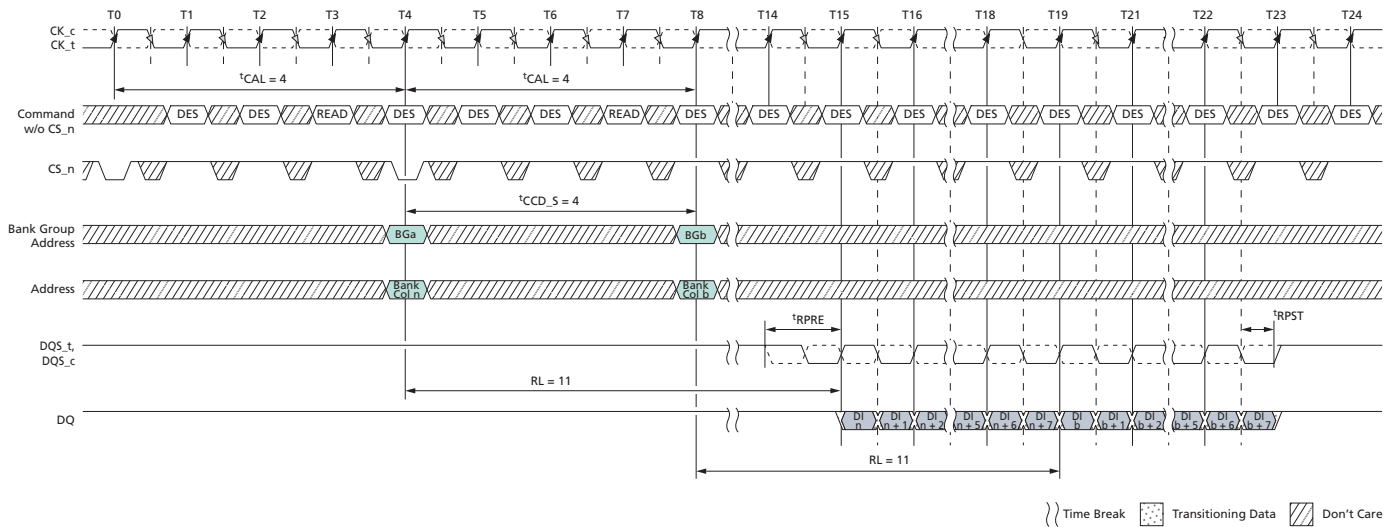 T0 T1 T2 T3 T4 T5 T6 T7 T8 T14 T15 T16 T18 T19 T21 T22 T23 T24
CK_c
CK_t
tCAL = 4 tCAL = 4
Command
w/o CS_n
DES DES READ DES DES DES READ DES DES DES DES DES DES DES DES DES DES
CS_n
tCCD_S = 4
Bank Group
Address
BGa BGb
Address
Bank
Col n
Bank
Col b
tRPRE tRPST
DQS_t,
DQS_c
RL = 11
DQ
DI
n
DI
n + 1
DI
n + 2
DI
n + 5
DI
n + 6
DI
n + 7
DI
b
DI
b + 1
DI
b + 2
DI
b + 5
DI
b + 6
DI
b + 7
RL = 11
Time Break Transitioning Data Don't Care